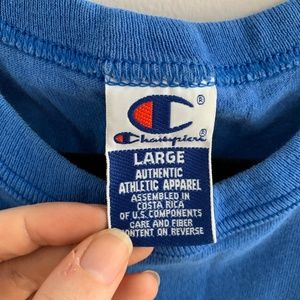 ®
Champion®
LARGE
AUTHENTIC
ATHLETIC APPAREL
ASSEMBLED IN
COSTA RICA
OF U.S. COMPONENTS
CARE AND FIBER
CONTENT ON REVERSE